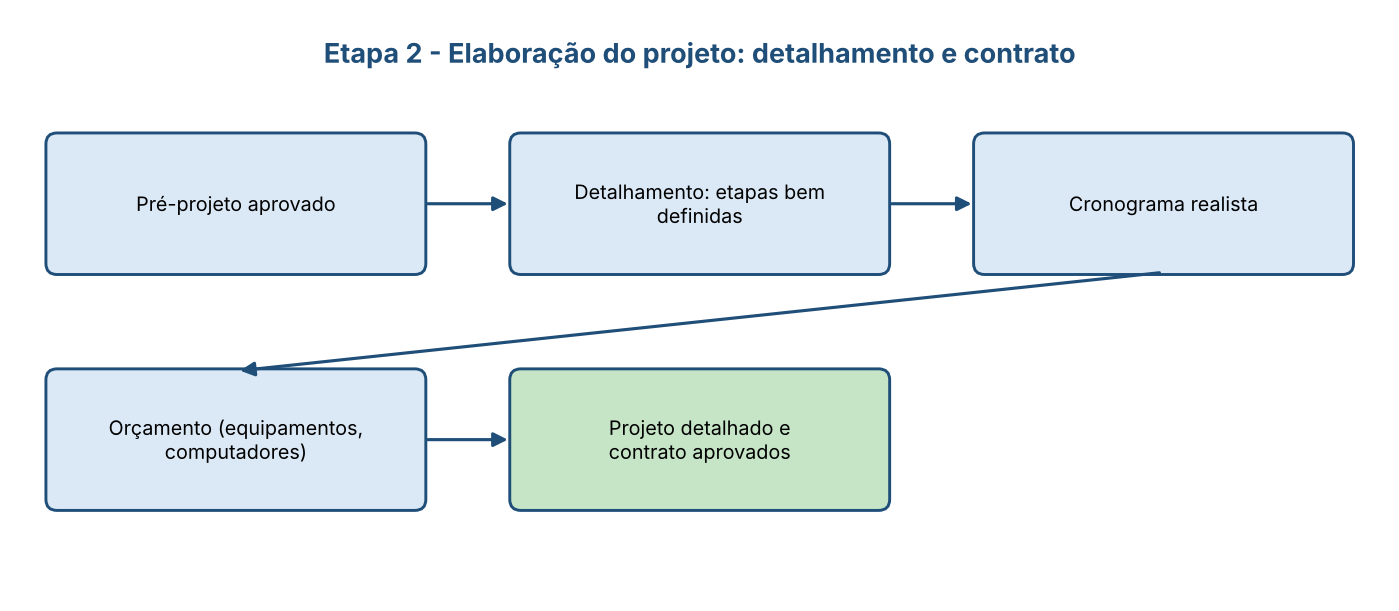 Etapa 2 - Elaboração do projeto: detalhamento e contrato
Pré-projeto aprovado
Detalhamento: etapas bem
definidas
Cronograma realista
Orçamento (equipamentos,
computadores)
Projeto detalhado e
contrato aprovados